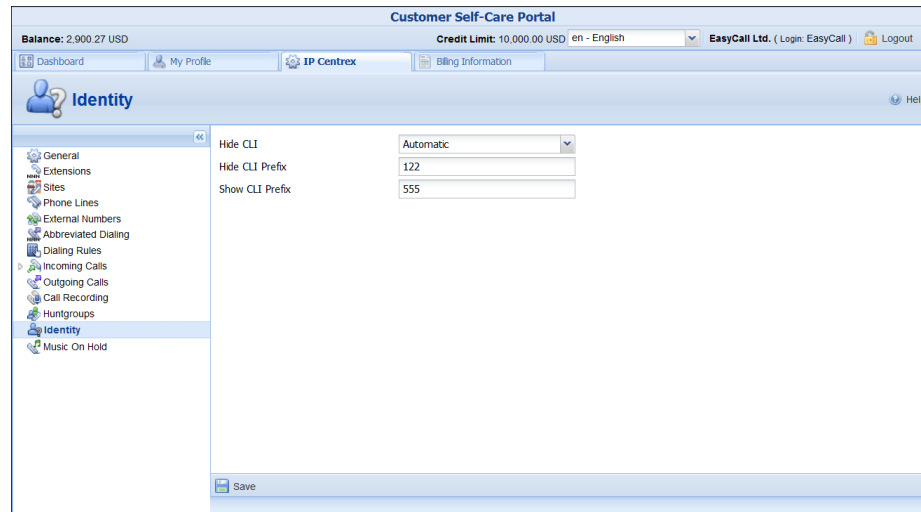 Customer Self-Care Portal
Balance: 2,900.27 USD Credit Limit: 10,000.00 USD en - English EasyCall Ltd. ( Login: EasyCall ) Logout
Dashboard My Profile IP Centrex Billing Information
Identity Hel
General
Extensions
Sites
Phone Lines
External Numbers
Abbreviated Dialing
Dialing Rules
Incoming Calls
Outgoing Calls
Call Recording
Huntgroups
Identity
Music On Hold
Hide CLI Automatic
Hide CLI Prefix 122
Show CLI Prefix 555
Save